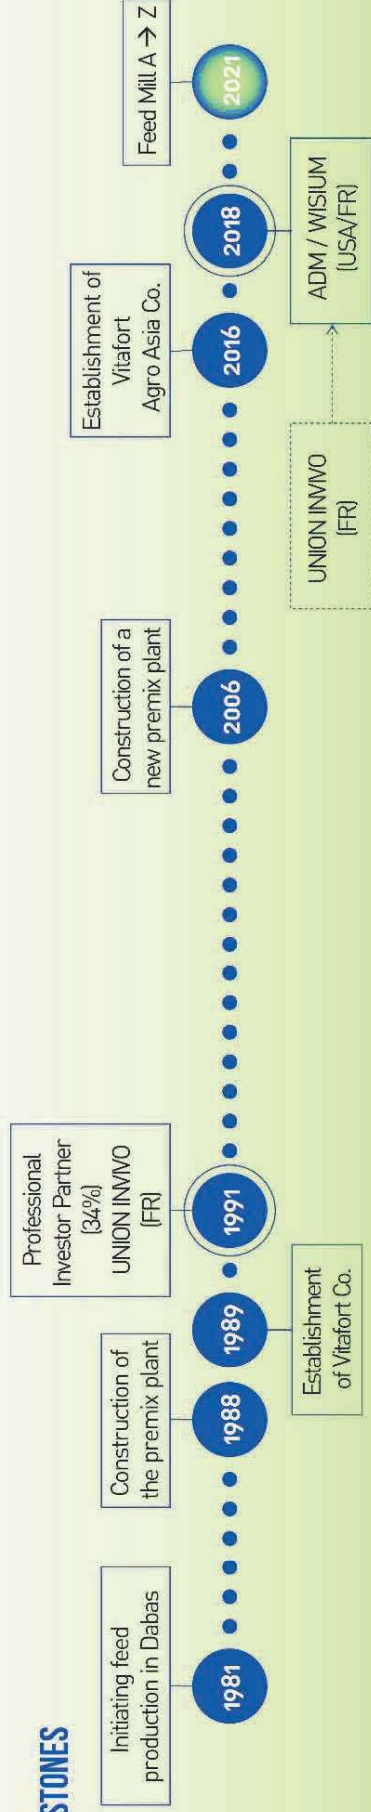 STONES
Initiating feed
production in Dabas
1981
Construction of
the premix plant
1988
1989
Establishment
of Vitafort Co.
Professional
Investor Partner
(34%)
UNION INVIVO
(FR)
1991
Construction of a
new premix plant
2006
Establishment of
Vitafort
Agro Asia Co.
2016
UNION INVIVO
(FR)
2018
ADM / WISIUM
(USA/FR)
Feed Mill A → Z
2021